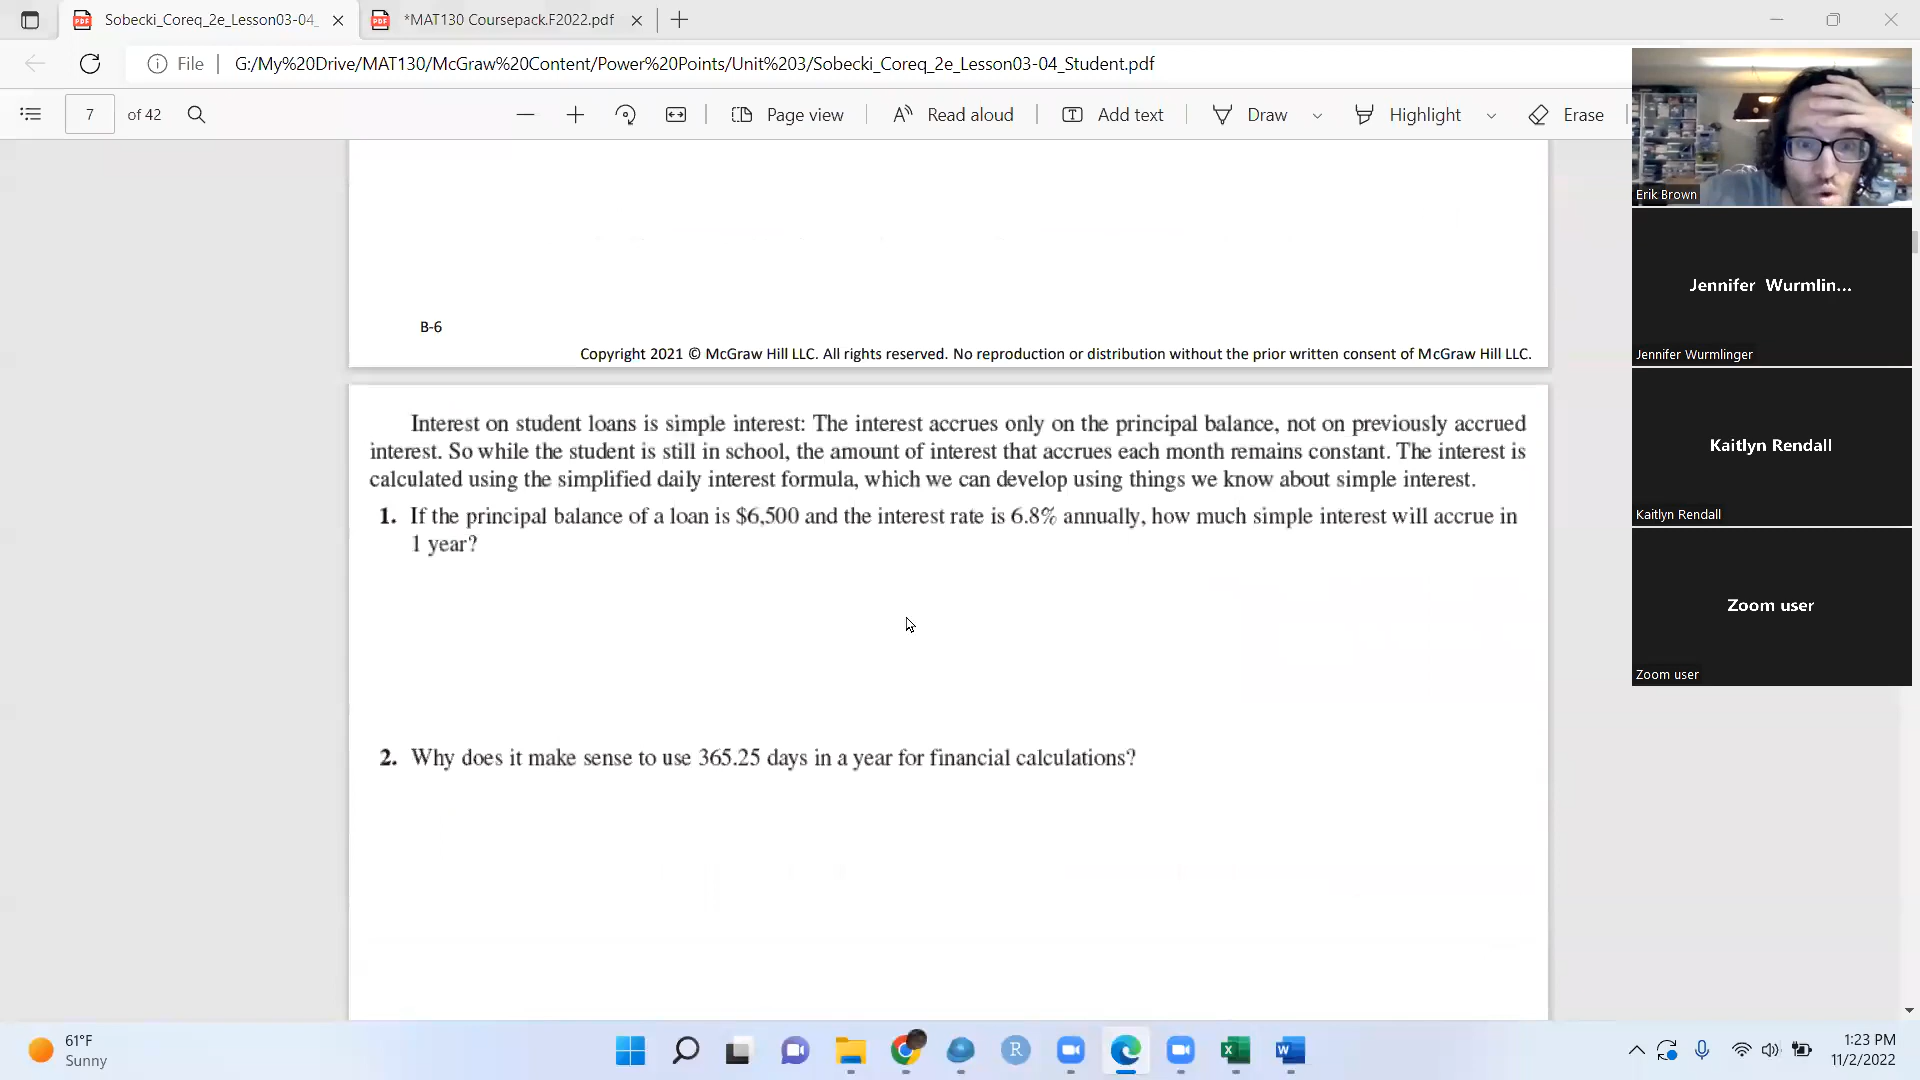 Sobecki_Coreq_2e_Lesson03-04_
*MAT130 Coursepack.F2022.pdf
File
G:/My%20Drive/MAT130/McGraw%20Content/Power%20Points/Unit%203/Sobecki_Coreq_2e_Lesson03-04_Student.pdf
7 of 42
Page view
Read aloud
Add text
Draw
Highlight
Erase
Erik Brown
Jennifer Wurmlin...
Jennifer Wurmlinger
Kaitlyn Rendall
Kaitlyn Rendall
Zoom user
Zoom user
B-6
Copyright 2021 © McGraw Hill LLC. All rights reserved. No reproduction or distribution without the prior written consent of McGraw Hill LLC.
Interest on student loans is simple interest: The interest accrues only on the principal balance, not on previously accrued
interest. So while the student is still in school, the amount of interest that accrues each month remains constant. The interest is
calculated using the simplified daily interest formula, which we can develop using things we know about simple interest.
1. If the principal balance of a loan is $6,500 and the interest rate is 6.8% annually, how much simple interest will accrue in
1 year?
2. Why does it make sense to use 365.25 days in a year for financial calculations?
61°F
Sunny
1:23 PM
11/2/2022